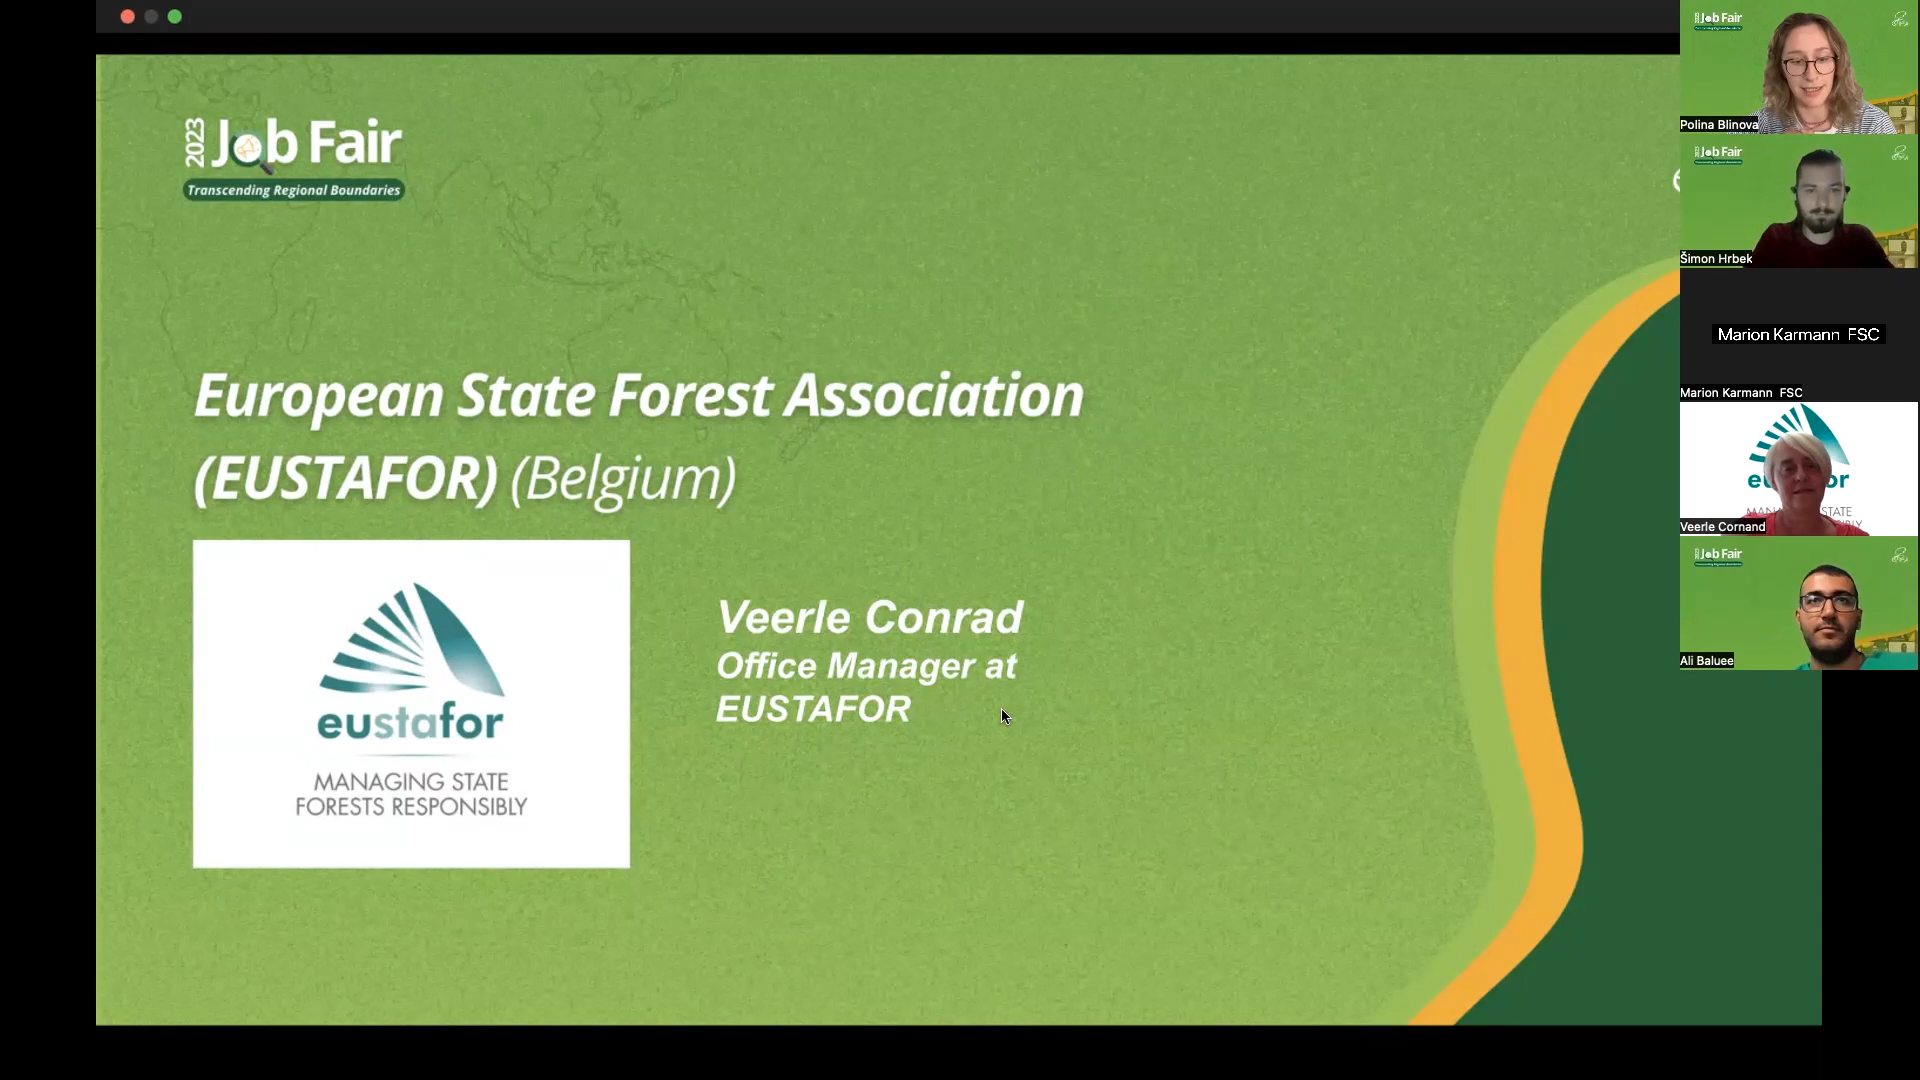 2023
Job Fair
Transcending Regional Boundaries
European State Forest Association
(EUSTAFOR) (Belgium)
eustafor
MANAGING STATE
FORESTS RESPONSIBLY
Veerle Conrad
Office Manager at
EUSTAFOR
Job Fair
Polina Blinova
Job Fair
Šimon Hrbek
Marion Karmann FSC
Marion Karmann FSC
Veerle Cornand
Job Fair
Ali Baluee